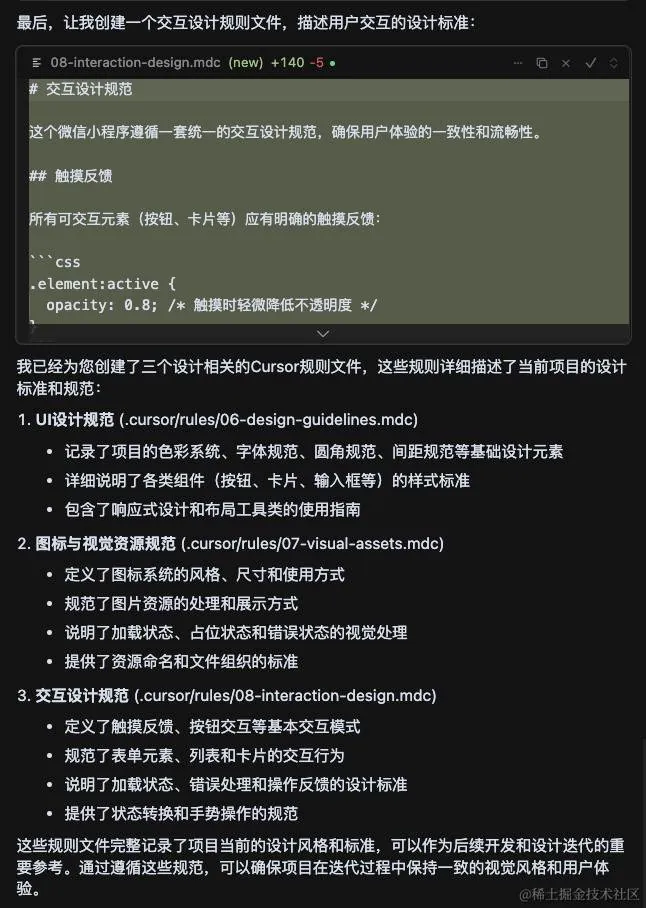 最后，让我创建一个交互设计规则文件，描述用户交互的设计标准：
08-interaction-design.mdc (new) +140 -5
# 交互设计规范
这个微信小程序遵循一套统一的交互设计规范，确保用户体验的一致性和流畅性。
## 触摸反馈
所有可交互元素（按钮、卡片等）应有明确的触摸反馈：
```css
.element:active {
opacity: 0.8; /* 触摸时轻微降低不透明度 */
}
我已经为您创建了三个设计相关的Cursor规则文件，这些规则详细描述了当前项目的设计
标准和规范：
1. UI设计规范 (.cursor/rules/06-design-guidelines.mdc)
• 记录了项目的色彩系统、字体规范、圆角规范、间距规范等基础设计元素
• 详细说明了各类组件（按钮、卡片、输入框等）的样式标准
• 包含了响应式设计和布局工具类的使用指南
2. 图标与视觉资源规范 (.cursor/rules/07-visual-assets.mdc)
• 定义了图标系统的风格、尺寸和使用方式
• 规范了图片资源的处理和展示方式
• 说明了加载状态、占位状态和错误状态的视觉处理
• 提供了资源命名和文件组织的标准
3. 交互设计规范 (.cursor/rules/08-interaction-design.mdc)
• 定义了触摸反馈、按钮交互等基本交互模式
• 规范了表单元素、列表和卡片的交互行为
• 说明了加载状态、错误处理和操作反馈的设计标准
• 提供了状态转换和手势操作的规范
这些规则文件完整记录了项目当前的设计风格和标准，可以作为后续开发和设计迭代的重
要参考。通过遵循这些规范，可以确保项目在迭代过程中保持一致的视觉风格和用户体
验。
@稀土掘金技术社区